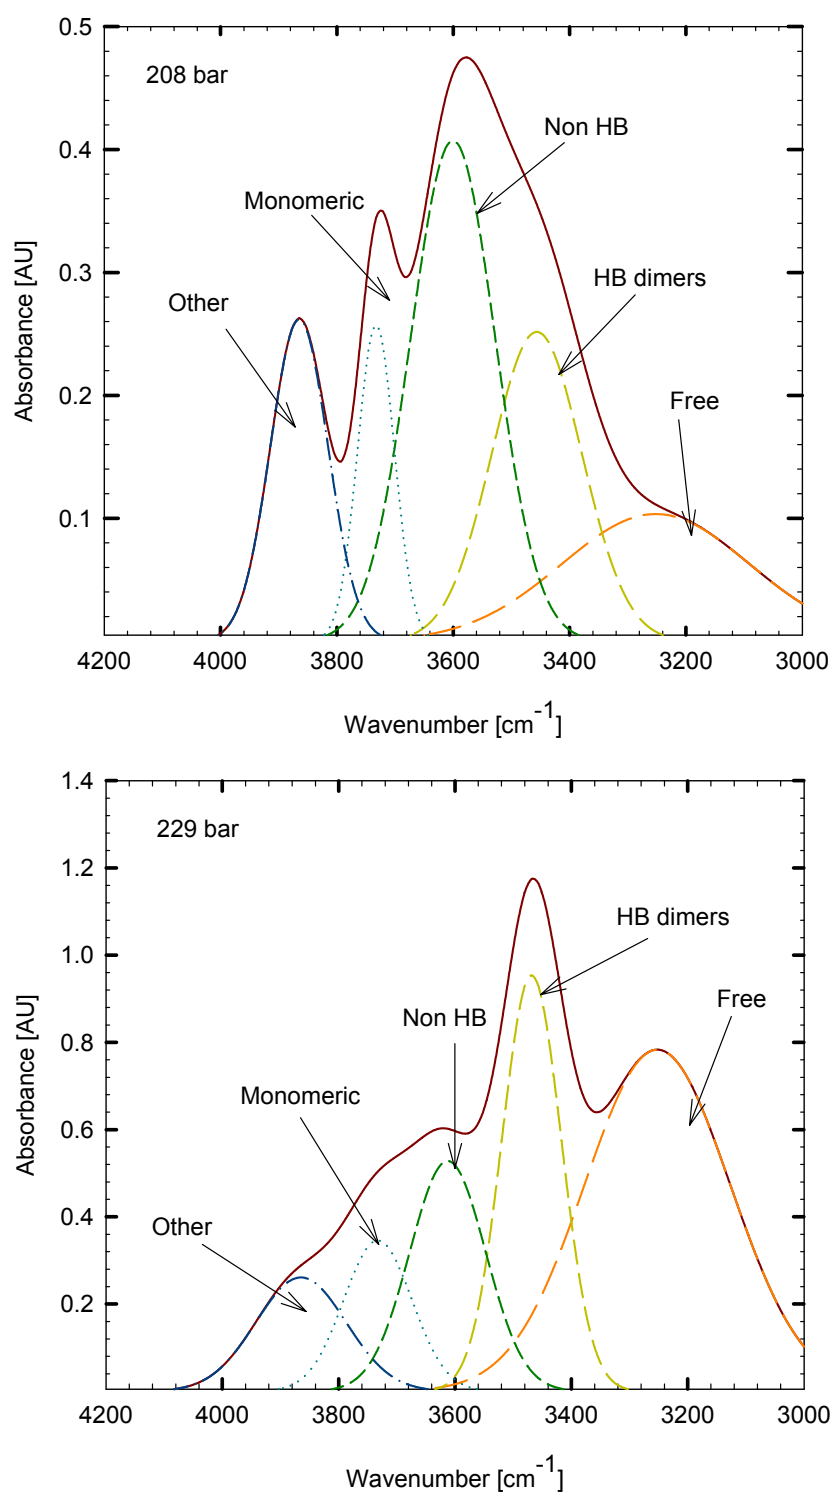 0.5
208 bar
Non HB
0.4
Monomeric
0.3
HB dimers
Other
Absorbance [AU]
0.2
Free
0.1
4200 4000 3800 3600 3400 3200 3000
Wavenumber [cm-1]
1.4
229 bar
1.2
HB dimers
1.0
Free
Non HB
0.8
Absorbance [AU]
Monomeric
0.6
0.4
Other
0.2
4200 4000 3800 3600 3400 3200 3000
Wavenumber [cm-1]